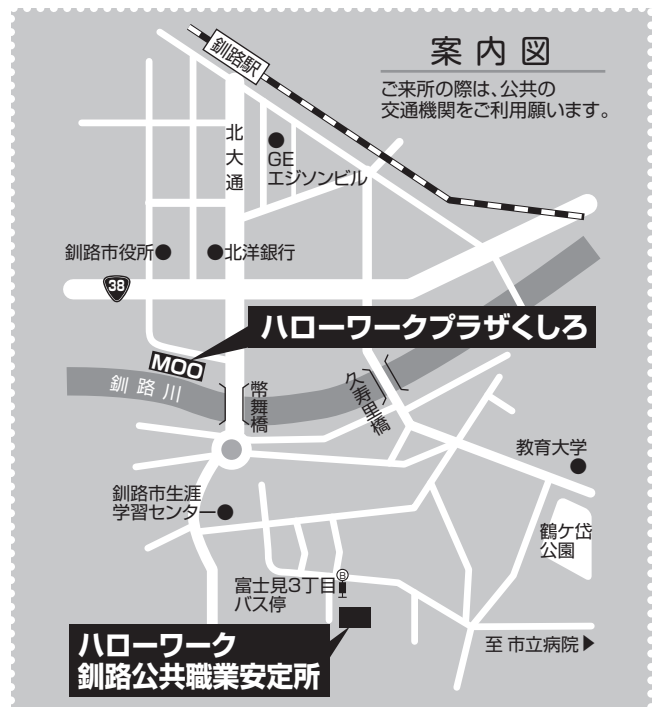 案内図
ご来所の際は、公共の
交通機関をご利用願います。
釧路駅
北大通
GE
エジソンビル
釧路市役所
北洋銀行
38
ハローワークプラザくしろ
MOO
釧路川
幣舞橋
久寿里橋
教育大学
釧路市生涯
学習センター
鶴ケ岱
公園
富士見3丁目
バス停
B
ハローワーク
釧路公共職業安定所
至 市立病院▶